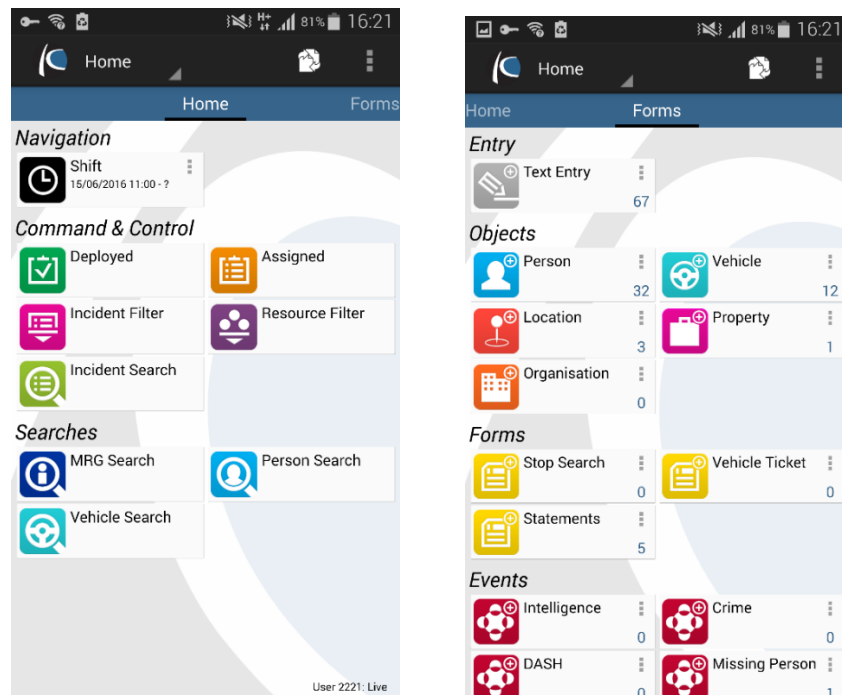 81% 16:21
Home
Home Forms
Navigation
Shift
15/06/2016 11:00 - ?
Command & Control
Deployed Assigned
Incident Filter Resource Filter
Incident Search
Searches
MRG Search Person Search
Vehicle Search
User 2221: Live
81% 16:21
Home
Home Forms
Entry
Text Entry
67
Objects
Person Vehicle
32 12
Location Property
3 1
Organisation
0
Forms
Stop Search Vehicle Ticket
0 0
Statements
5
Events
Intelligence Crime
0 0
DASH Missing Person
0 1